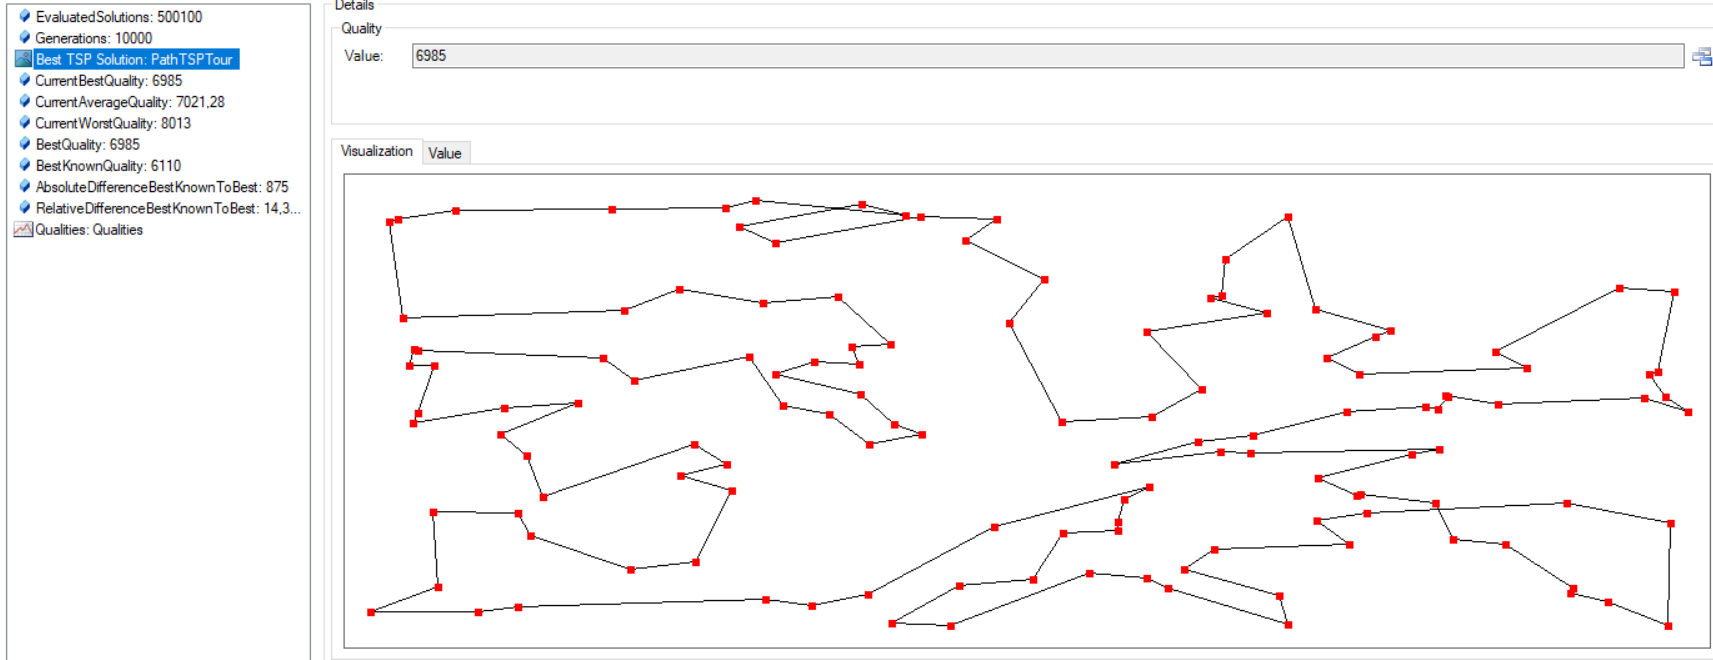 EvaluatedSolutions: 500100
Generations: 10000
Best TSP Solution: PathTSPTour
CurrentBestQuality: 6985
CurrentAverageQuality: 7021,28
CurrentWorstQuality: 8013
BestQuality: 6985
BestKnownQuality: 6110
AbsoluteDifferenceBestKnownToBest: 875
RelativeDifferenceBestKnownToBest: 14,3...
Qualities: Qualities
Details
Quality
Value: 6985
Visualization Value